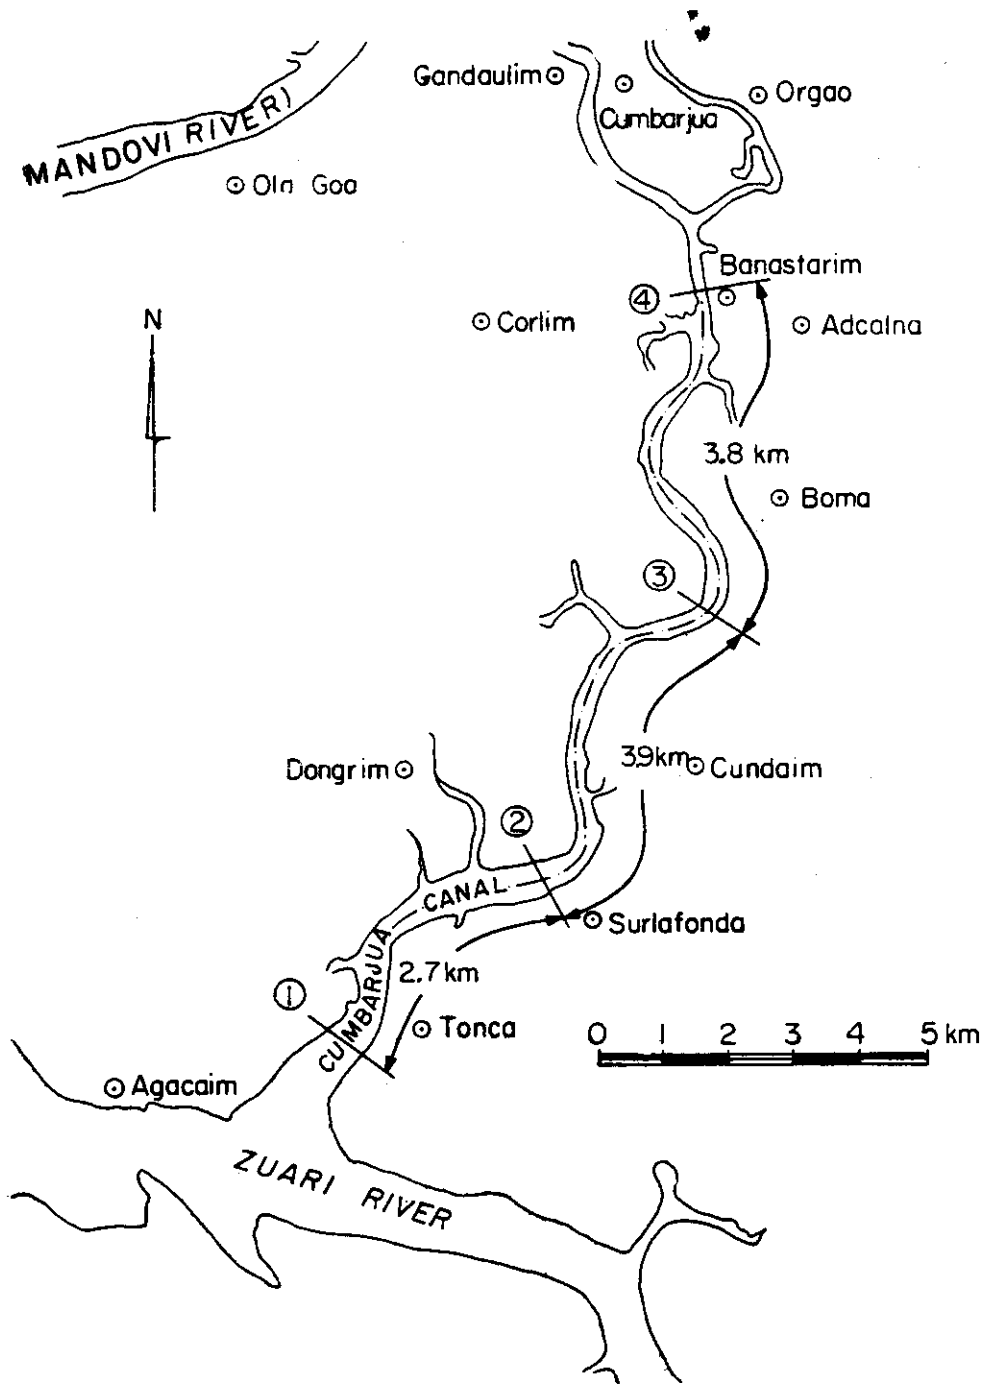 Gandaulim
Cumbarjua
Orgao
MANDOVI RIVER)
Oln Goa
Banastarim
4
N
Corlim
Adcalna
3.8 km
Boma
3
3.9km
Cundaim
Dongrim
2
CANAL
Surlafonda
CUMBARJUA
2.7 km
1
Tonca
0 1 2 3 4 5 km
Agacaim
ZUARI RIVER